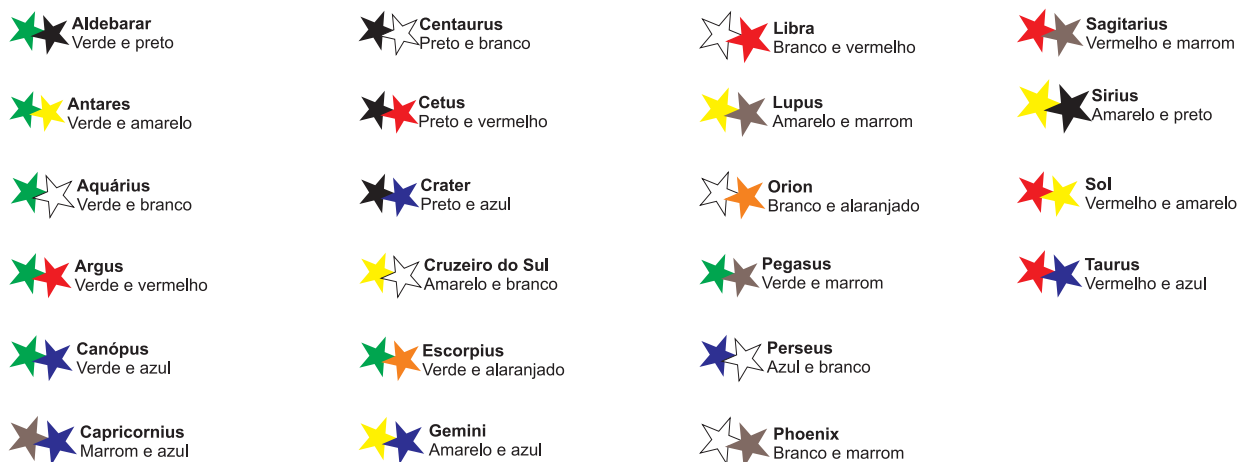 Aldebarar
Verde e preto
Antares
Verde e amarelo
Aquárius
Verde e branco
Argus
Verde e vermelho
Canópus
Verde e azul
Capricornius
Marrom e azul
Centaurus
Preto e branco
Cetus
Preto e vermelho
Crater
Preto e azul
Cruzeiro do Sul
Amarelo e branco
Escorpius
Verde e alaranjado
Gemini
Amarelo e azul
Libra
Branco e vermelho
Lupus
Amarelo e marrom
Orion
Branco e alaranjado
Pegasus
Verde e marrom
Perseus
Azul e branco
Phoenix
Branco e marrom
Sagitarius
Vermelho e marrom
Sirius
Amarelo e preto
Sol
Vermelho e amarelo
Taurus
Vermelho e azul